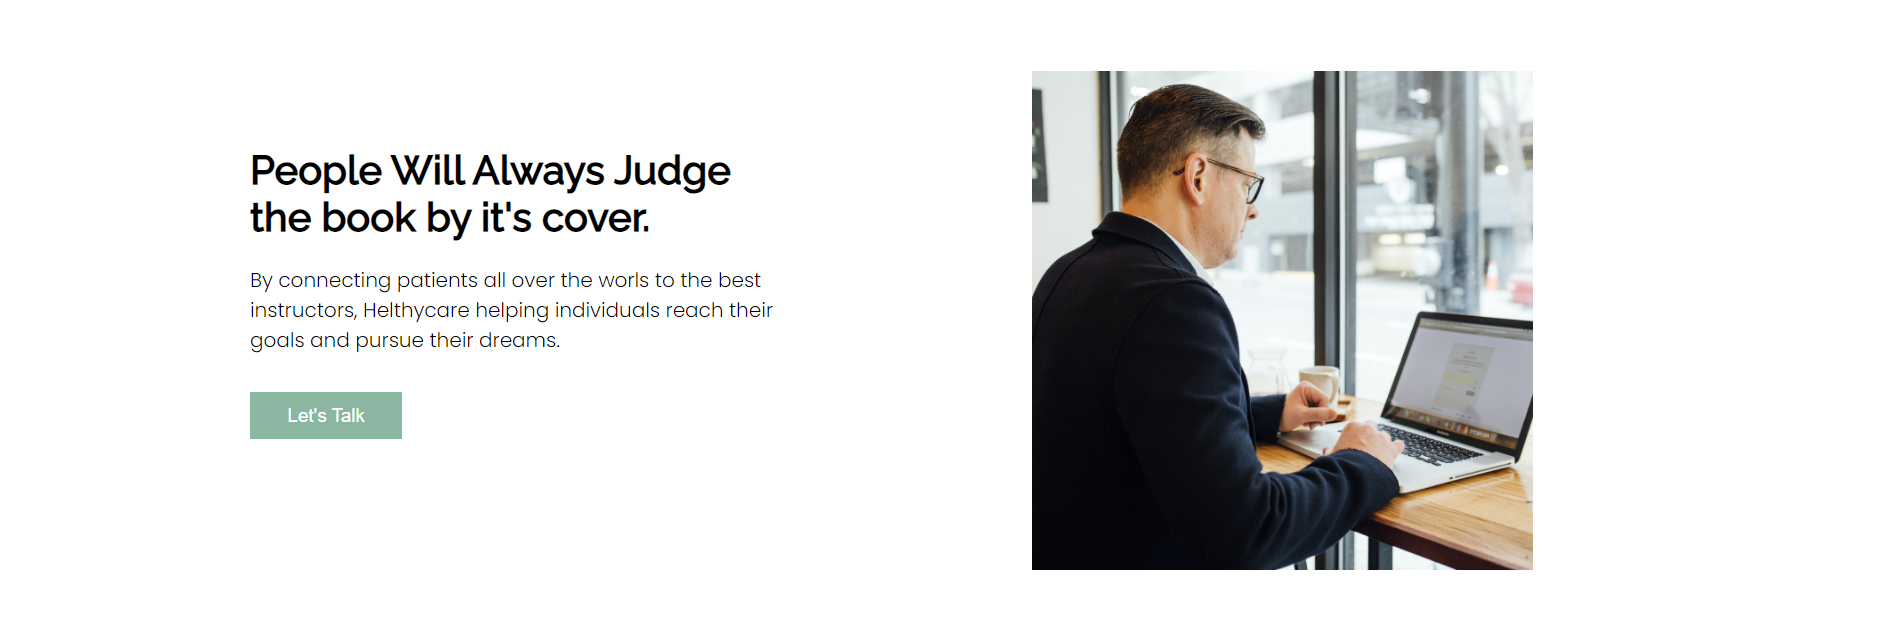 People Will Always Judge
the book by it's cover.
By connecting patients all over the worls to the best
instructors, Helthycare helping individuals reach their
goals and pursue their dreams.
Let's Talk